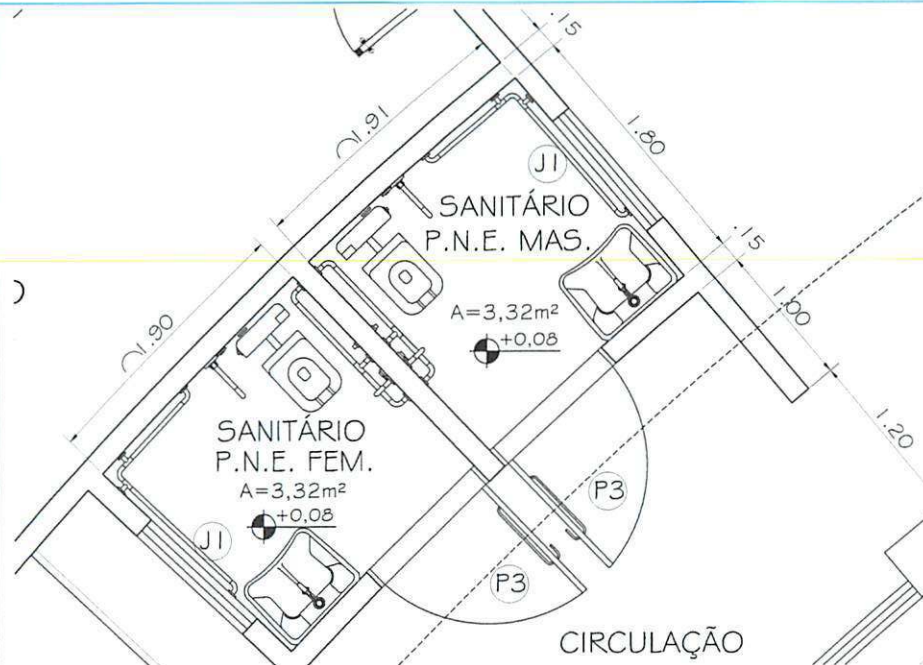 .15
1.91
1.80
J1
SANITÁRIO
P.N.E. MAS.
.15
A=3,32m²
+0,08
1.00
1.90
1.20
SANITÁRIO
P.N.E. FEM.
A=3,32m²
+0,08
J1
P3
P3
CIRCULAÇÃO